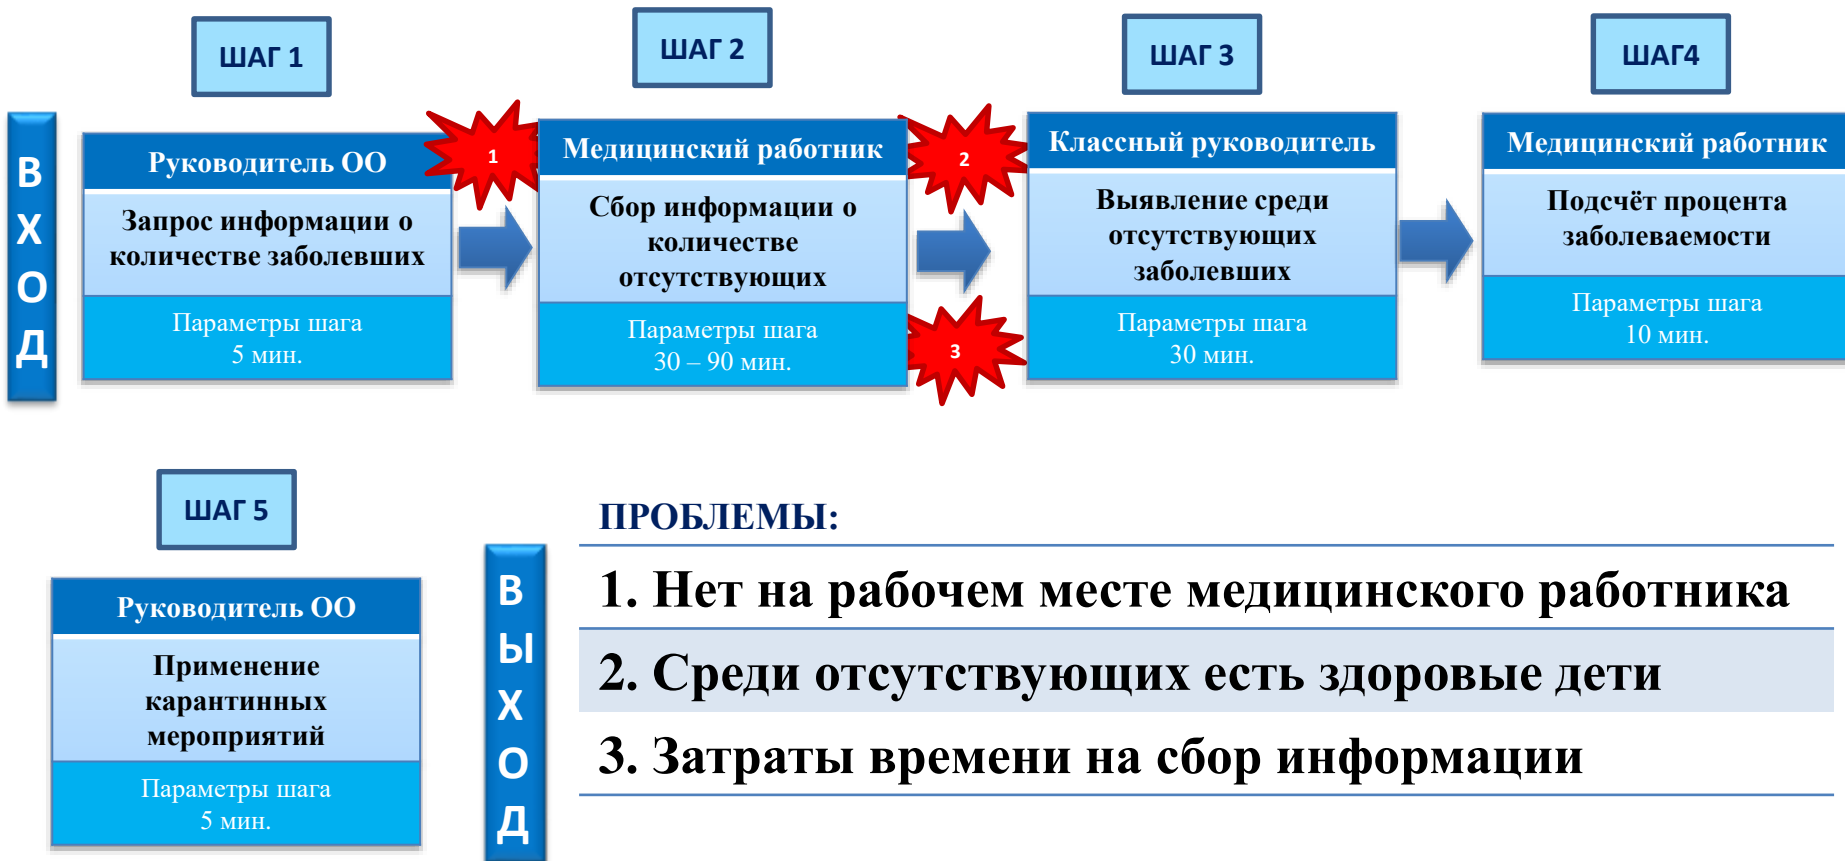 ШАГ 1
ШАГ 2
ШАГ 3
ШАГ4
ВХОД
Руководитель ОО
Запрос информации о
количестве заболевших
Параметры шага
5 мин.
1
Медицинский работник
Сбор информации о
количестве
отсутствующих
Параметры шага
30 – 90 мин.
2
3
Классный руководитель
Выявление среди
отсутствующих
заболевших
Параметры шага
30 мин.
Медицинский работник
Подсчёт процента
заболеваемости
Параметры шага
10 мин.
ШАГ 5
Руководитель ОО
Применение
карантинных
мероприятий
Параметры шага
5 мин.
ВЫХОД
ПРОБЛЕМЫ:
1. Нет на рабочем месте медицинского работника
2. Среди отсутствующих есть здоровые дети
3. Затраты времени на сбор информации